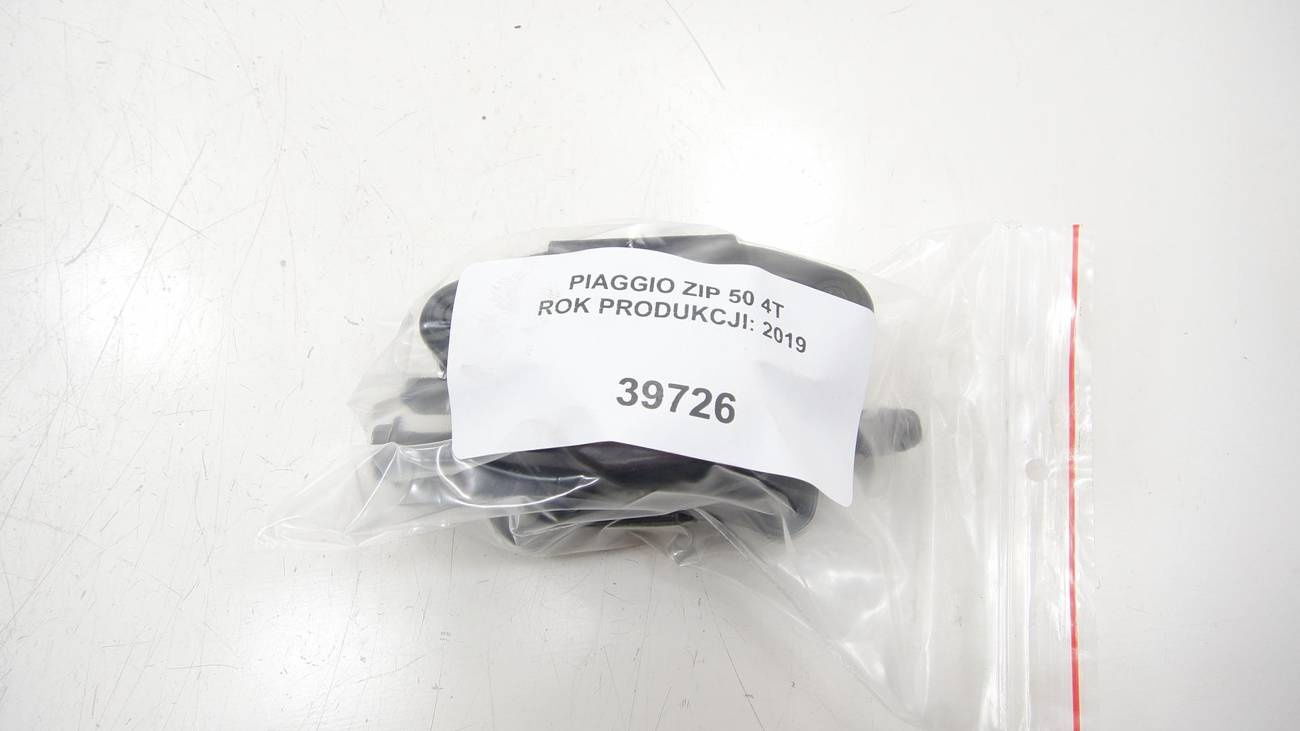 PIAGGIO ZIP 50 4T
ROK PRODUKCJI: 2019
39726